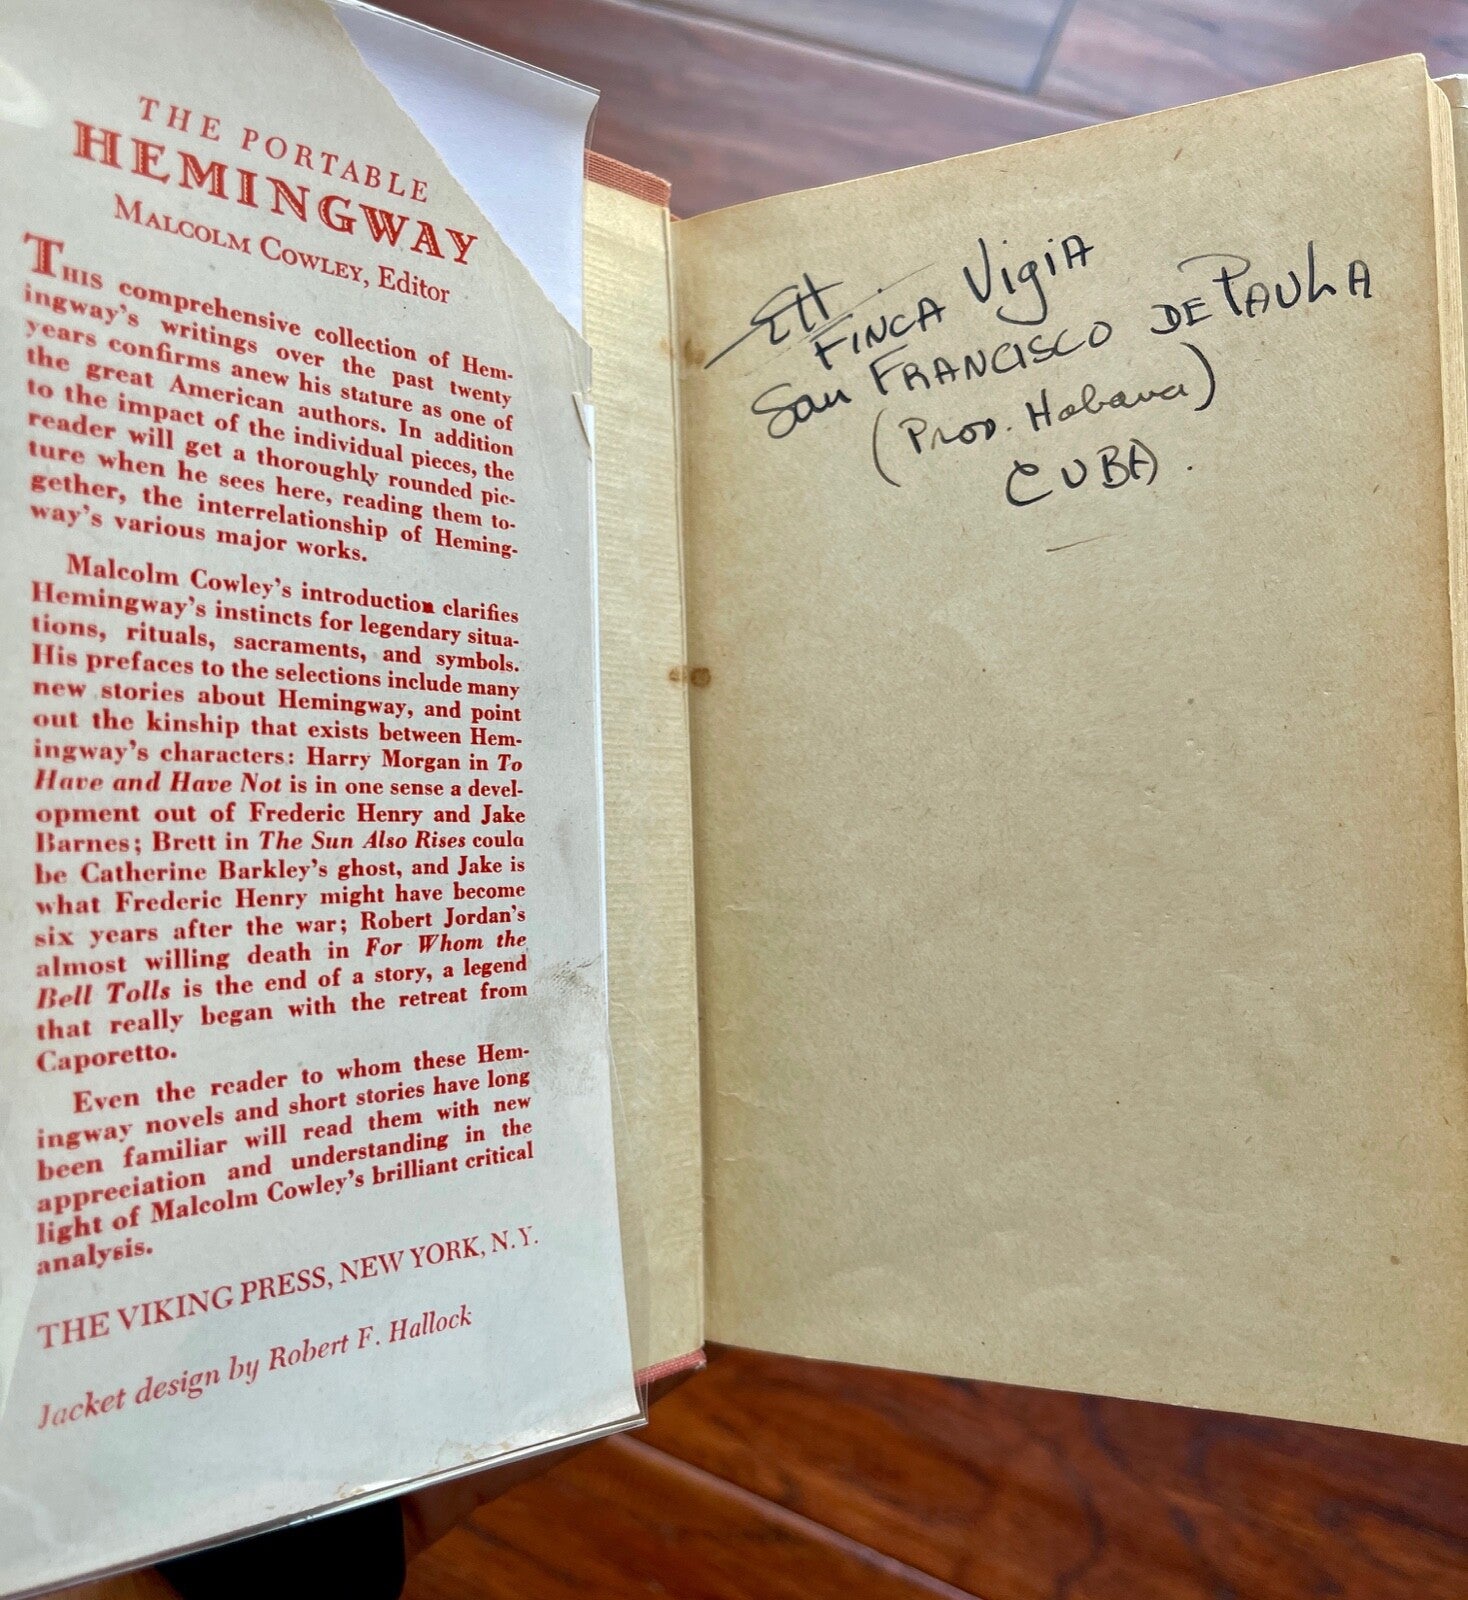 THE PORTABLE
HEMINGWAY
MALCOLM COWLEY, Editor
THIS comprehensive collection of Hem-
ingway's writings over the past twenty
years confirms anew his stature as one of
the great American authors. In addition
to the impact of the individual pieces, the
reader will get a thoroughly rounded pic-
ture when he sees here, reading them to-
gether, the interrelationship of Heming-
way's various major works.
Malcolm Cowley's introduction clarifies
Hemingway's instincts for legendary situa-
tions, rituals, sacraments, and symbols.
His prefaces to the selections include many
new stories about Hemingway, and point
out the kinship that exists between Hem-
ingway's characters: Harry Morgan in To
Have and Have Not is in one sense a devel-
opment out of Frederic Henry and Jake
Barnes; Brett in The Sun Also Rises could
be Catherine Barkley's ghost, and Jake is
what Frederic Henry might have become
six years after the war; Robert Jordan's
almost willing death in For Whom the
Bell Tolls is the end of a story, a legend
that really began with the retreat from
Caporetto.
Even the reader to whom these Hem-
ingway novels and short stories have long
been familiar will read them with new
appreciation and understanding in the
light of Malcolm Cowley's brilliant critical
analysis.
THE VIKING PRESS, NEW YORK, N.Y.
Jacket design by Robert F. Hallock
EH.
FINCA VigiA
San FRANCISCO DE PAULA
(Prov. Habana)
CUBA.